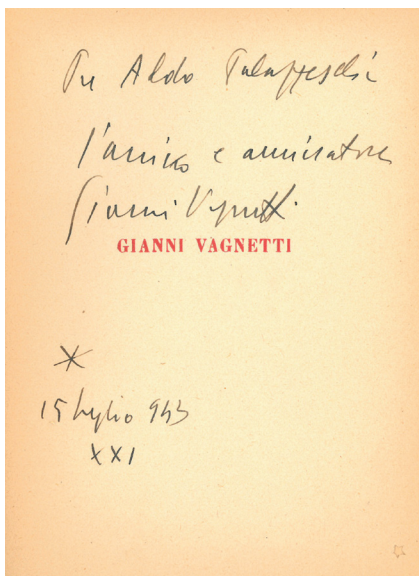 Per Aldo Palazzeschi
l'amico e ammiratore
Gianni Vagnetti
GIANNI VAGNETTI
15 luglio 943
XXI